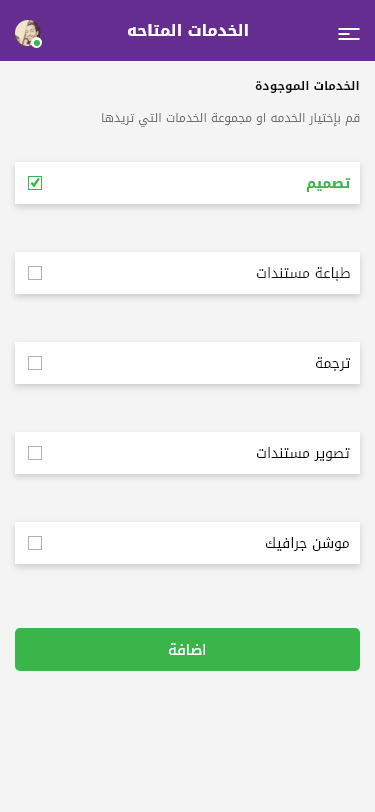 الخدمات المتاحه
الخدمات الموجودة
قم بإختيار الخدمه او مجموعة الخدمات التي تريدها
تصميم
طباعة مستندات
ترجمة
تصوير مستندات
موشن جرافيك
اضافة